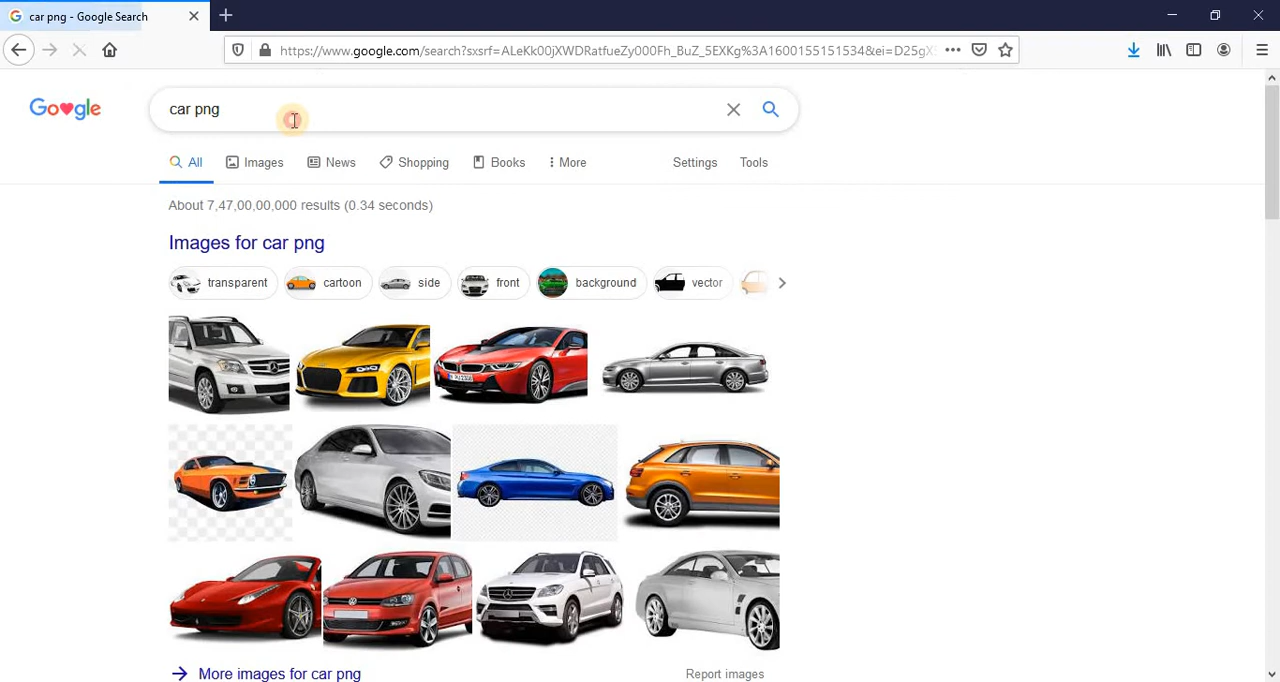 car png - Google Search
https://www.google.com/search?sxsrf=ALeKk00jXWDRatfueZy000Fh_BuZ_5EXKg%3A1600155151534&ei=D25gX
Google
car png
All Images News Shopping Books More Settings Tools
About 7,47,00,00,000 results (0.34 seconds)
Images for car png
transparent cartoon side front background vector
More images for car png Report images